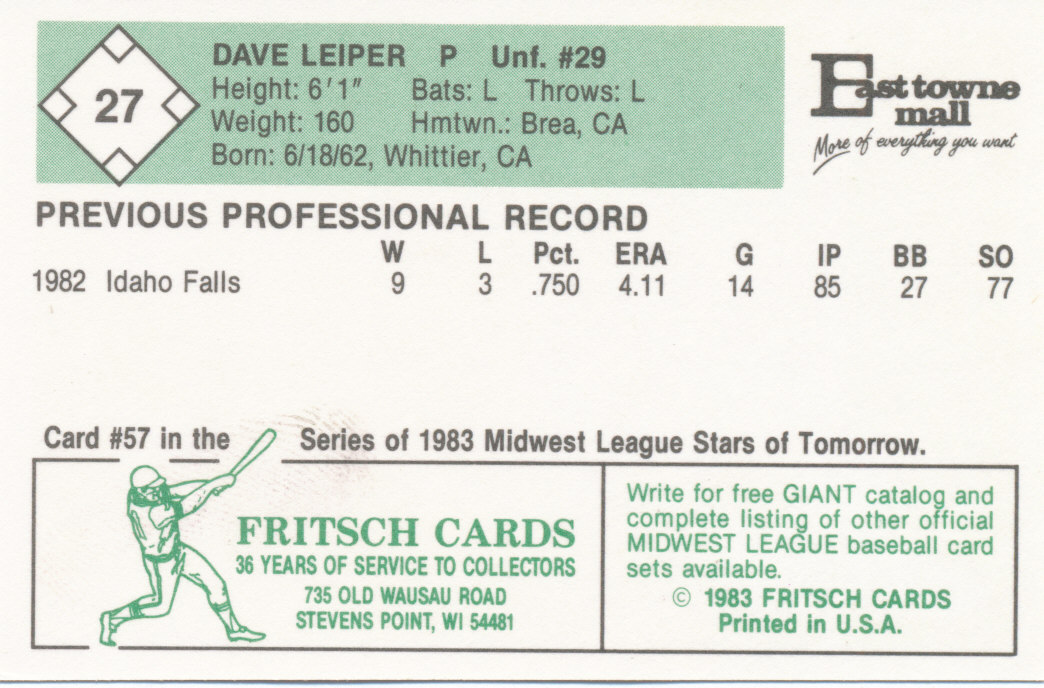 27
DAVE LEIPER P Unf. #29
Height: 6'1" Bats: L Throws: L
Weight: 160 Hmtwn.: Brea, CA
Born: 6/18/62, Whittier, CA
East towne
mall
More of everything you want
PREVIOUS PROFESSIONAL RECORD
W L Pct. ERA G IP BB SO
1982 Idaho Falls 9 3 .750 4.11 14 85 27 77
Card #57 in the Series of 1983 Midwest League Stars of Tomorrow.
FRITSCH CARDS
36 YEARS OF SERVICE TO COLLECTORS
735 OLD WAUSAU ROAD
STEVENS POINT, WI 54481
Write for free GIANT catalog and
complete listing of other official
MIDWEST LEAGUE baseball card
sets available.
© 1983 FRITSCH CARDS
Printed in U.S.A.